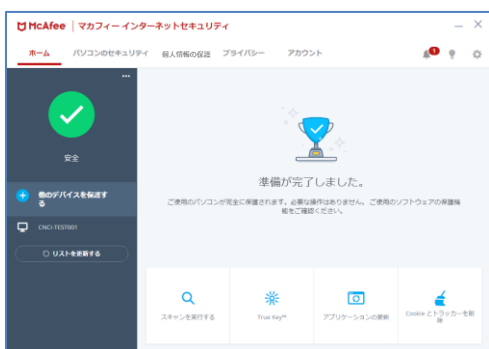 McAfee | マカフィー インターネットセキュリティ
ホーム パソコンのセキュリティ 個人情報の保護 プライバシー アカウント
安全
他のデバイスを保護する
CNCI-TEST001
リストを更新する
準備が完了しました。
ご使用のパソコンが完全に保護されます。必要な操作はありません。ご使用のソフトウェアの保護機
能をご確認ください。
スキャンを実行する
True Key™
アプリケーションの更新
Cookie とトラッカーを削
除